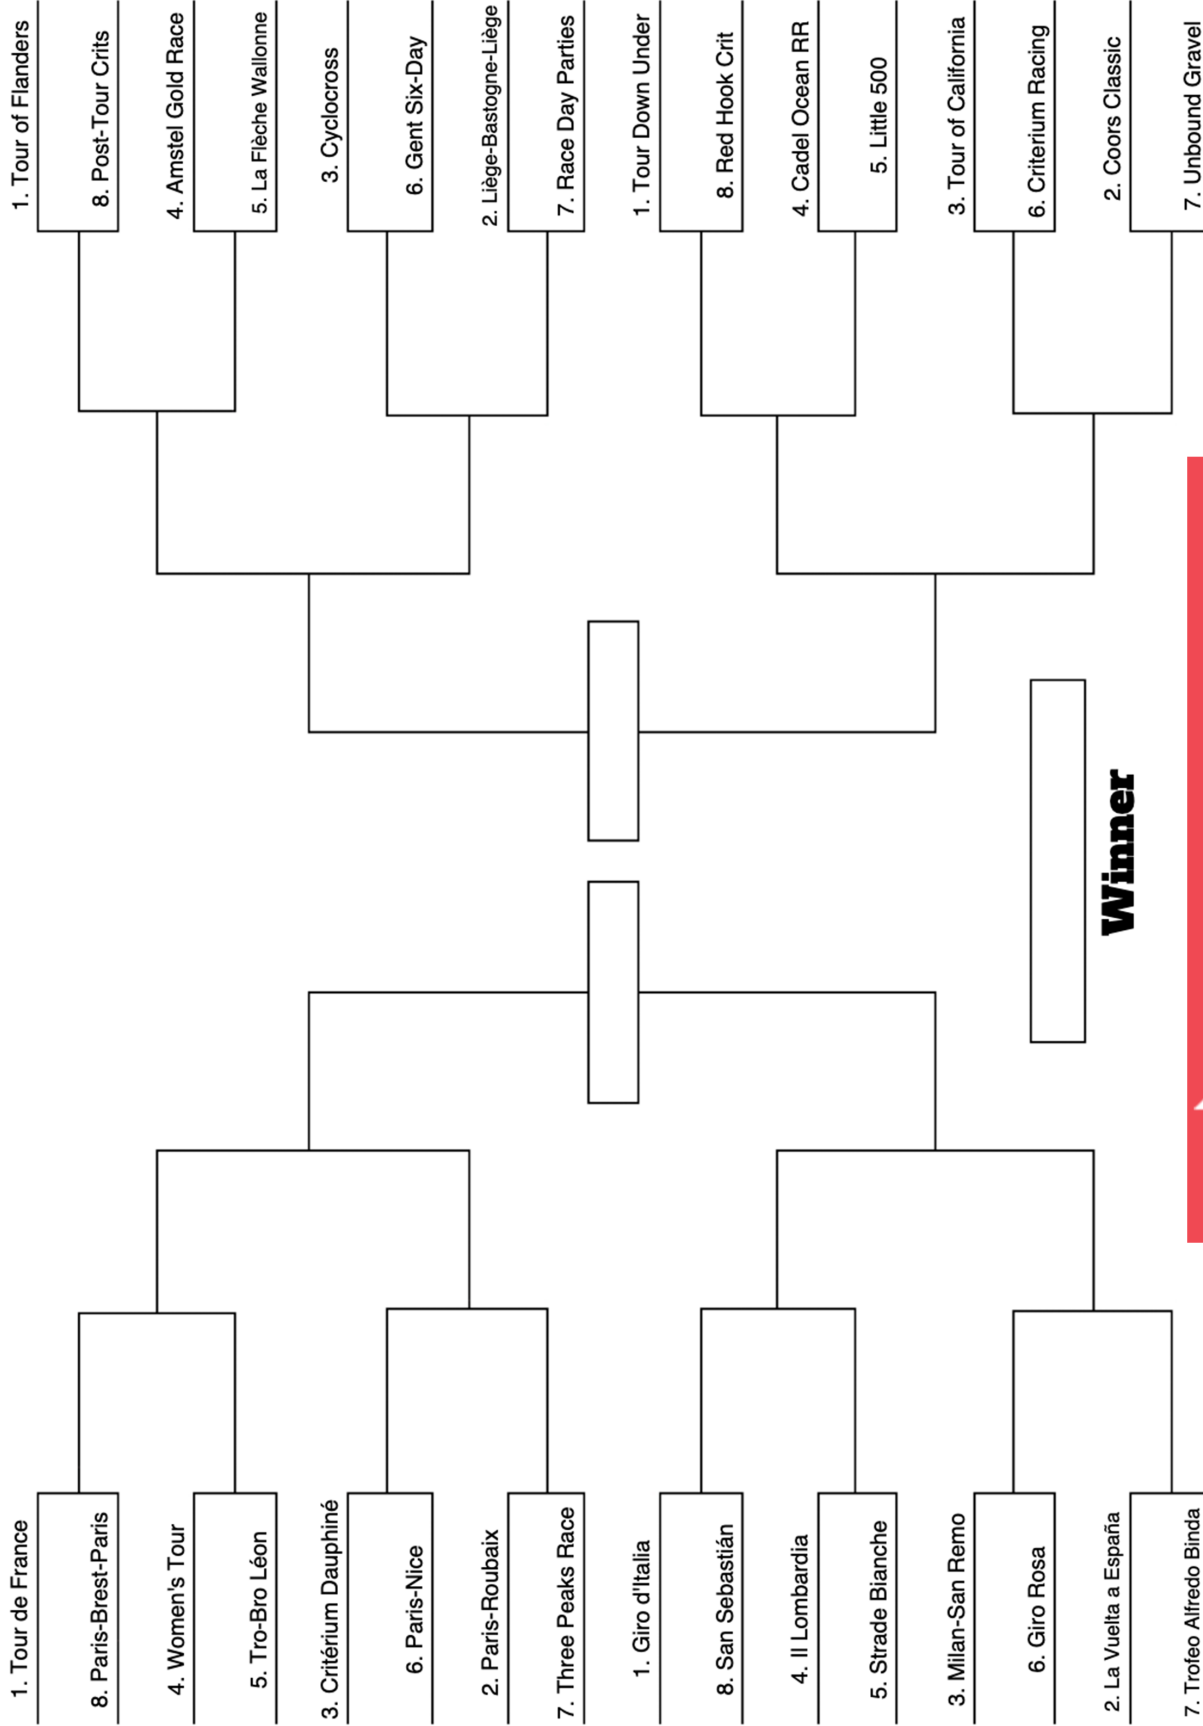 1. Tour de France
8. Paris-Brest-Paris
4. Women's Tour
5. Tro-Bro Léon
3. Critérium Dauphiné
6. Paris-Nice
2. Paris-Roubaix
7. Three Peaks Race
1. Giro d'Italia
8. San Sebastián
4. Il Lombardia
5. Strade Bianche
3. Milan-San Remo
6. Giro Rosa
2. La Vuelta a España
7. Trofeo Alfredo Binda
1. Tour of Flanders
8. Post-Tour Crits
4. Amstel Gold Race
5. La Flèche Wallonne
3. Cyclocross
6. Gent Six-Day
2. Liège-Bastogne-Liège
7. Race Day Parties
1. Tour Down Under
8. Red Hook Crit
4. Cadel Ocean RR
5. Little 500
3. Tour of California
6. Criterium Racing
2. Coors Classic
7. Unbound Gravel
Winner